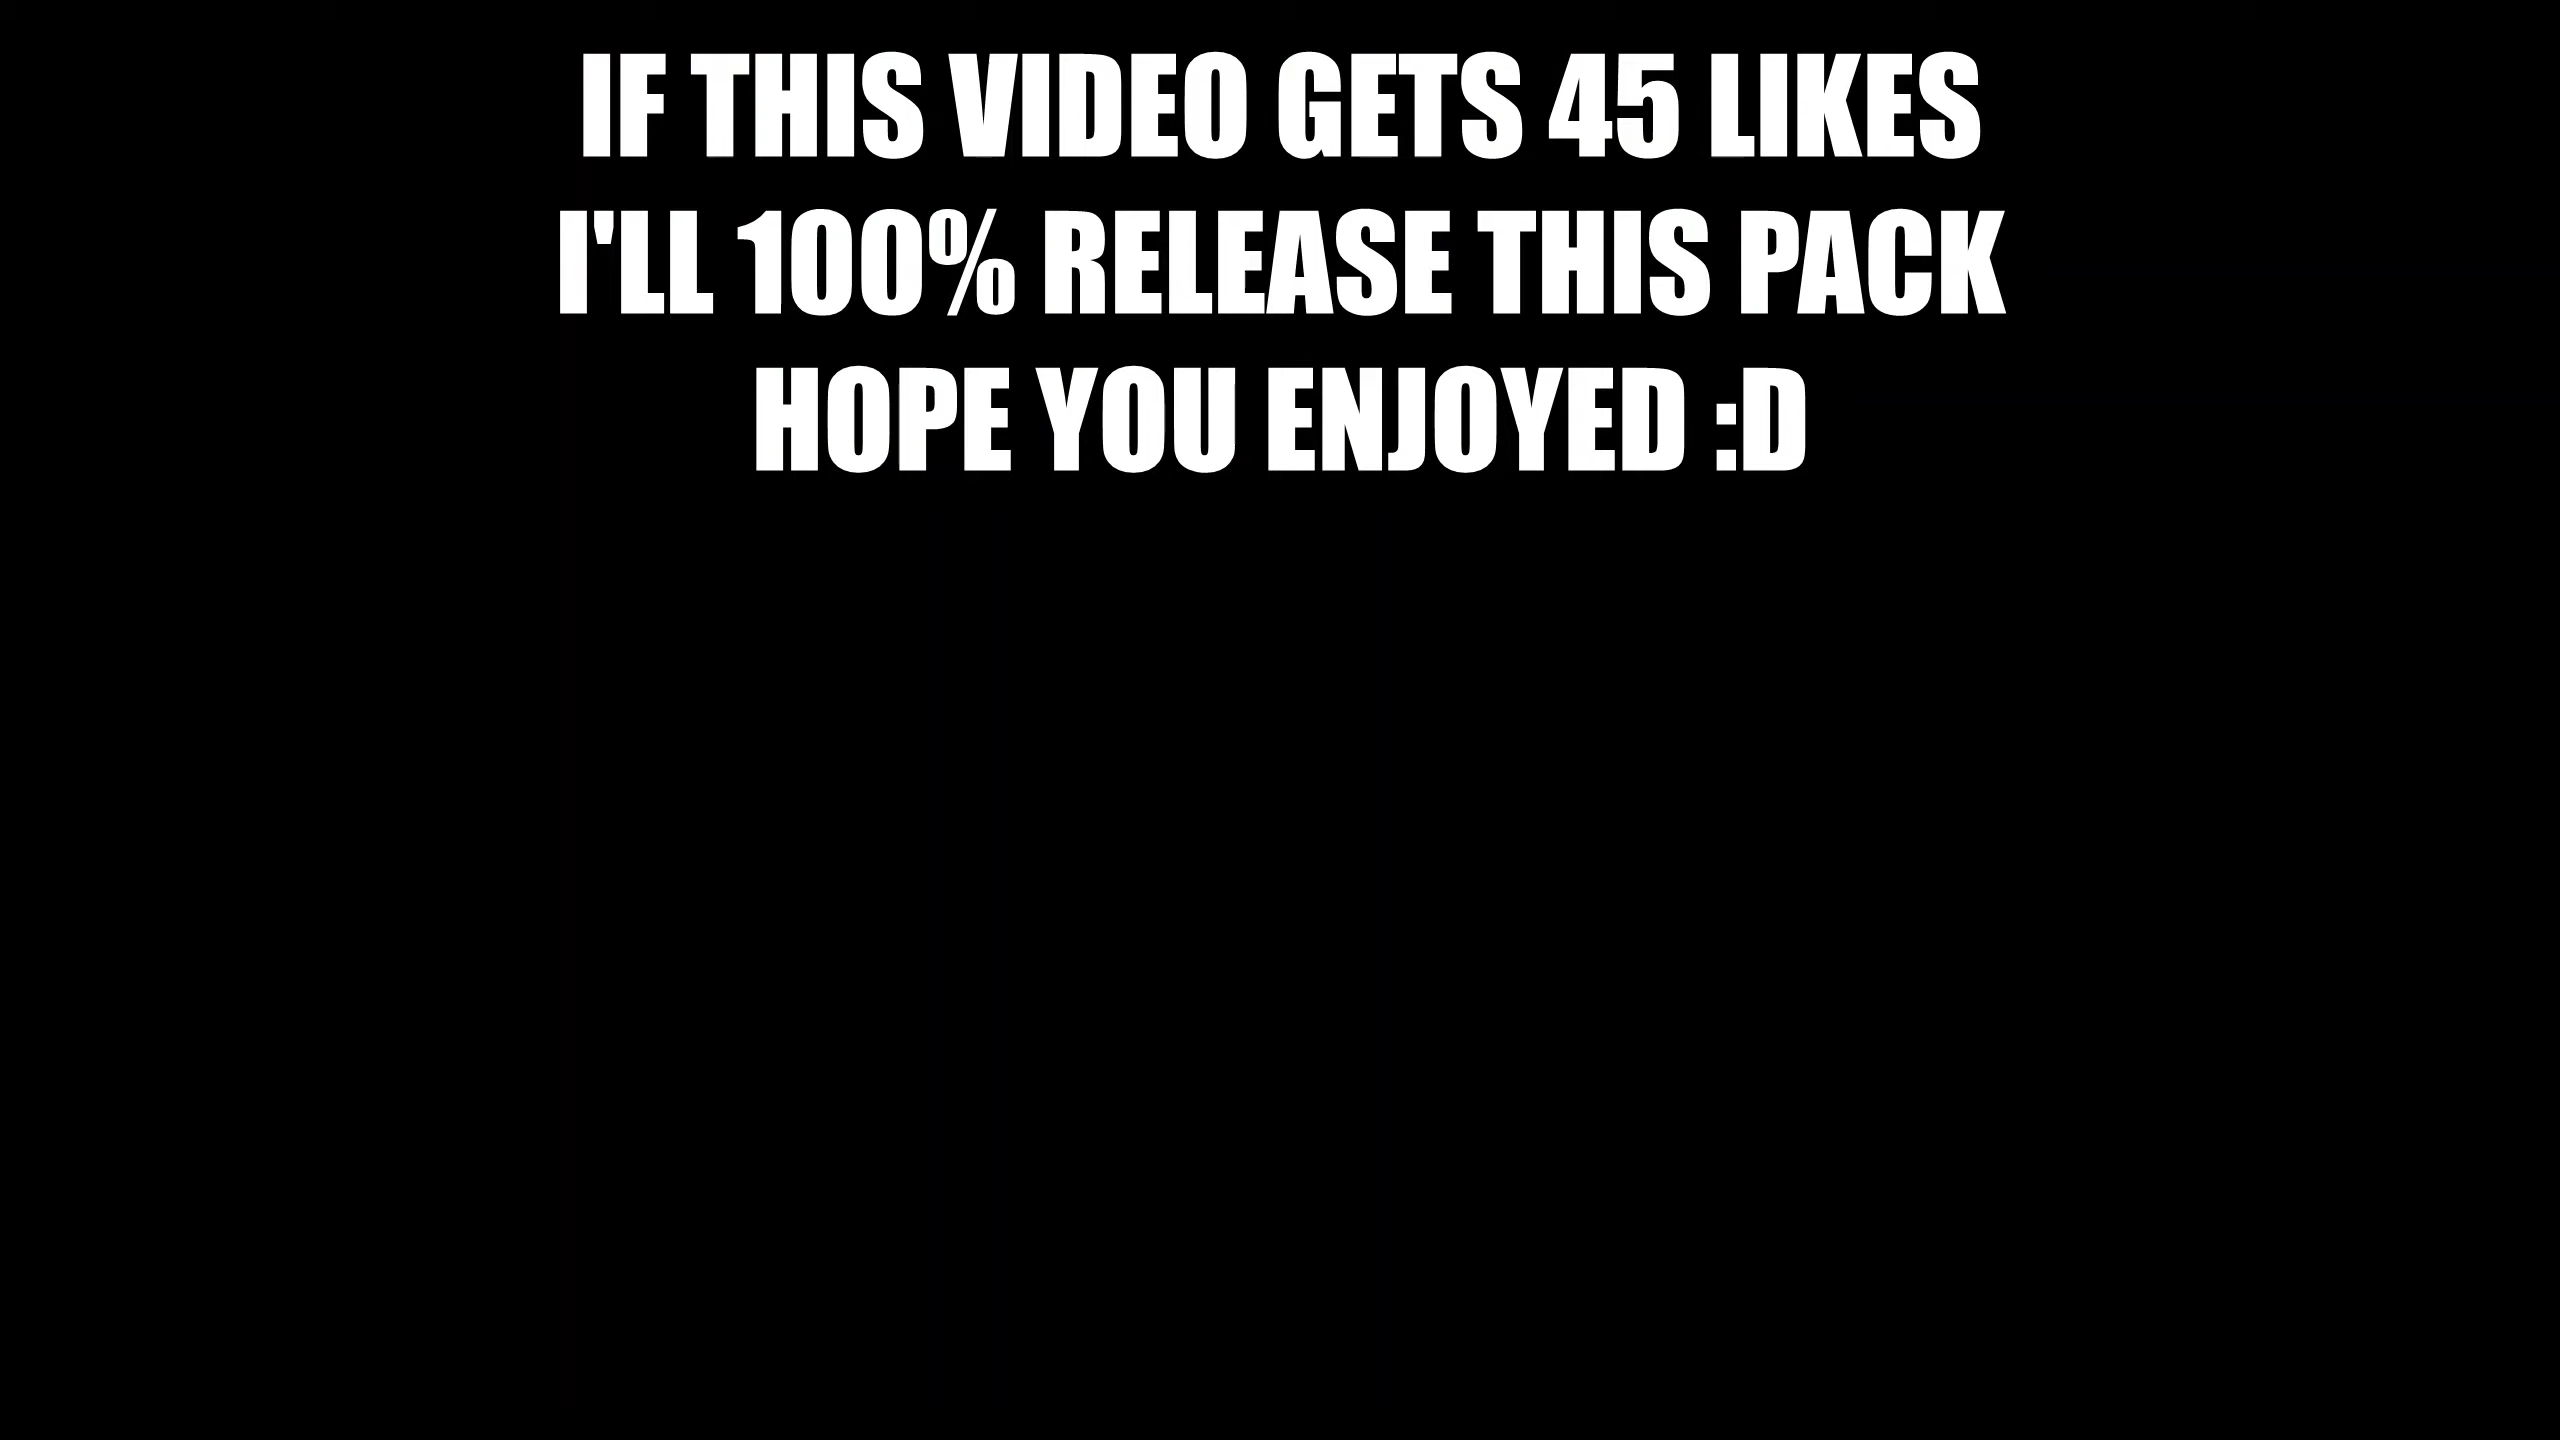 IF THIS VIDEO GETS 45 LIKES
I'LL 100% RELEASE THIS PACK
HOPE YOU ENJOYED :D